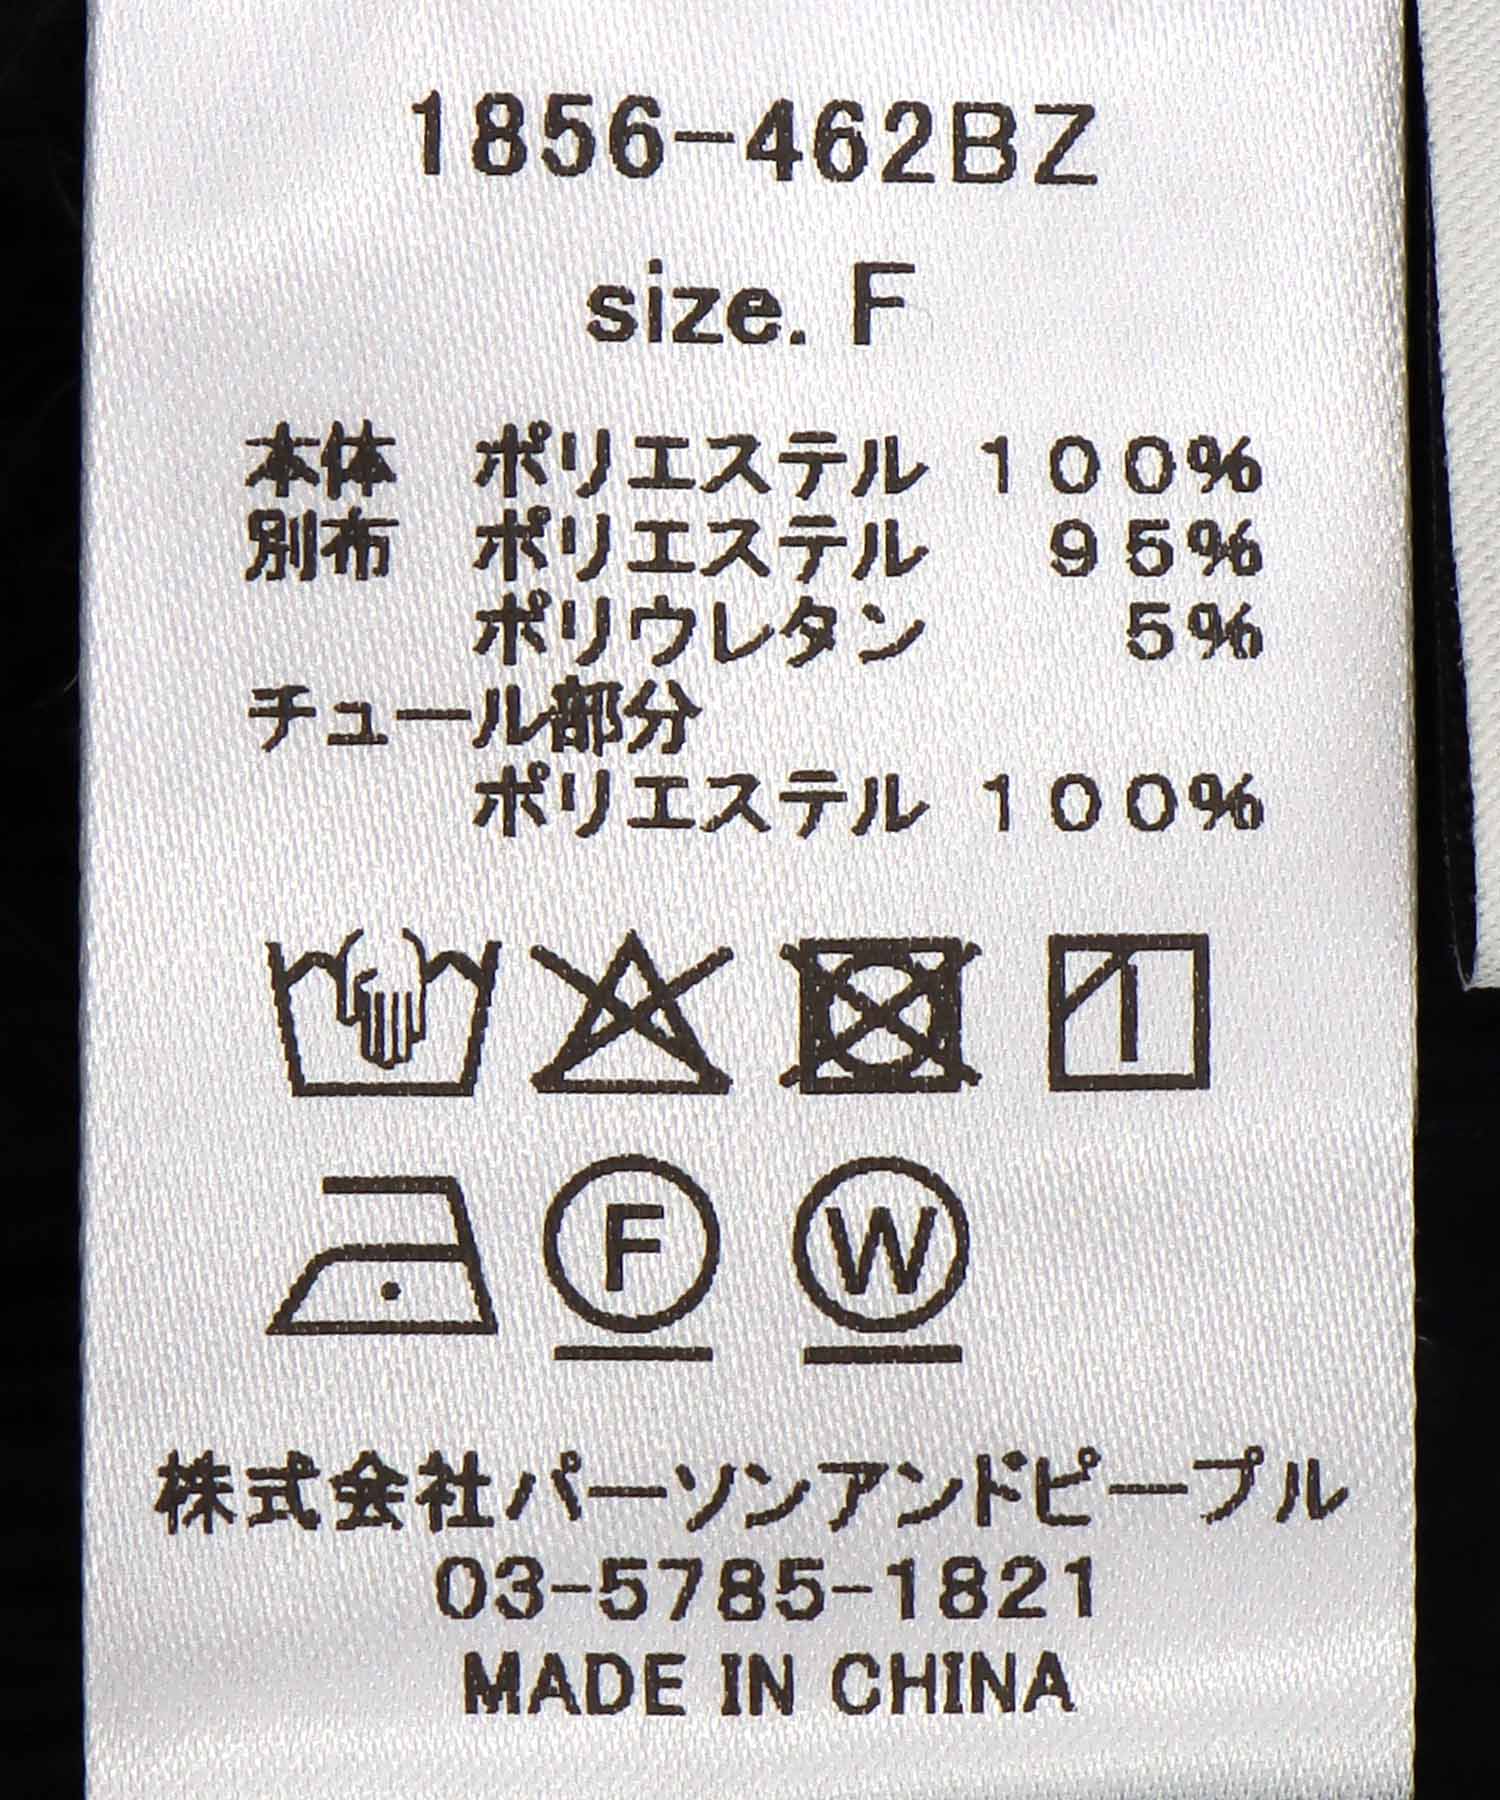 1856-462BZ
size. F
本体 ポリエステル 100%
別布 ポリエステル 95%
ポリウレタン 5%
チュール部分
ポリエステル 100%
F W
株式会社パーソンアンドピープル
03-5785-1821
MADE IN CHINA